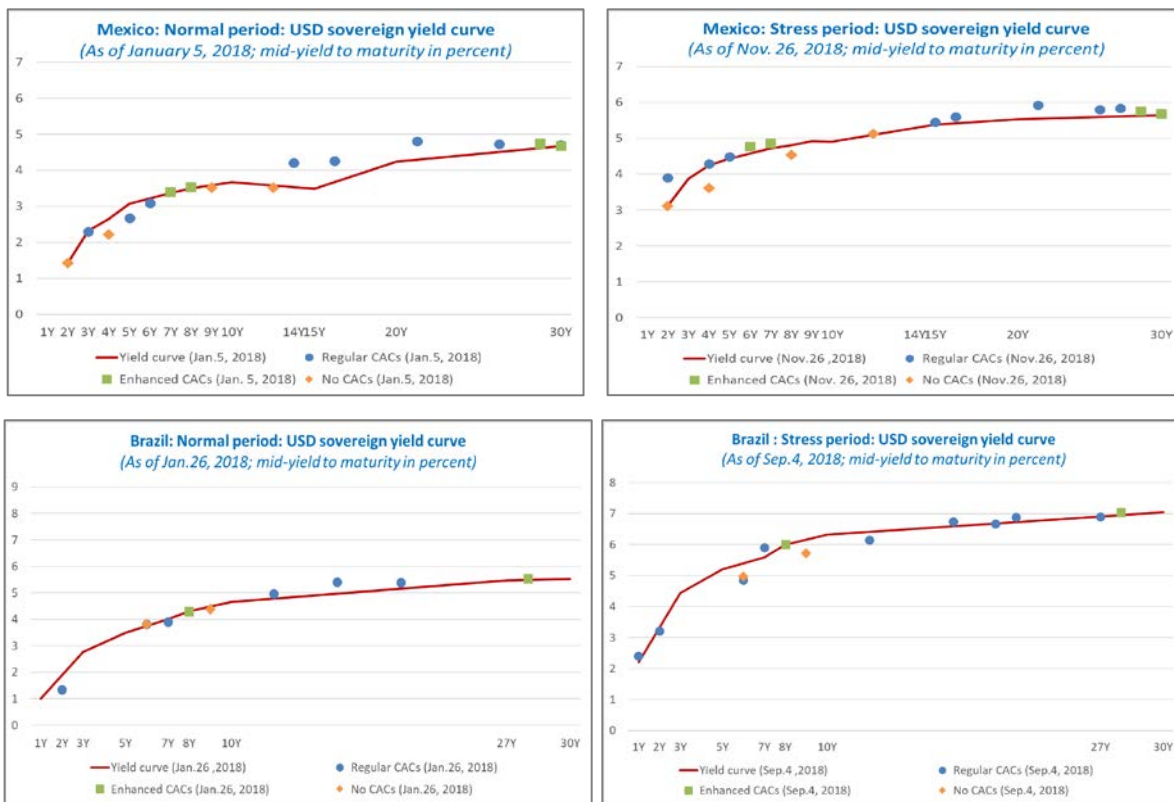 Mexico: Normal period: USD sovereign yield curve
(As of January 5, 2018; mid-yield to maturity in percent)
7
6
5
4
3
2
1
0
1Y 2Y 3Y 4Y 5Y 6Y 7Y 8Y 9Y 10Y 14Y15Y 20Y 30Y
Yield curve (Jan.5, 2018) Regular CACs (Jan.5, 2018)
Enhanced CACs (Jan. 5, 2018) No CACs (Jan.5, 2018)
Mexico: Stress period: USD sovereign yield curve
(As of Nov. 26, 2018; mid-yield to maturity in percent)
7
6
5
4
3
2
1
0
1Y 2Y 3Y 4Y 5Y 6Y 7Y 8Y 9Y10Y 14Y15Y 20Y 30Y
Yield curve (Nov.26 ,2018) Regular CACs (Nov.26, 2018)
Enhanced CACs (Nov. 26, 2018) No CACs (Nov.26, 2018)
Brazil: Normal period: USD sovereign yield curve
(As of Jan.26, 2018; mid-yield to maturity in percent)
9
8
7
6
5
4
3
2
1
0
1Y 2Y 3Y 5Y 7Y 8Y 10Y 27Y 30Y
Yield curve (Jan.26 ,2018) Regular CACs (Jan.26, 2018)
Enhanced CACs (Jan.26, 2018) No CACs (Jan.26, 2018)
Brazil : Stress period: USD sovereign yield curve
(As of Sep.4, 2018; mid-yield to maturity in percent)
8
7
6
5
4
3
2
1
0
1Y 2Y 3Y 5Y 7Y 8Y 10Y 27Y 30Y
Yield curve (Sep.4 ,2018) Regular CACs (Sep.4, 2018)
Enhanced CACs (Sep.4, 2018) No CACs (Sep.4, 2018)